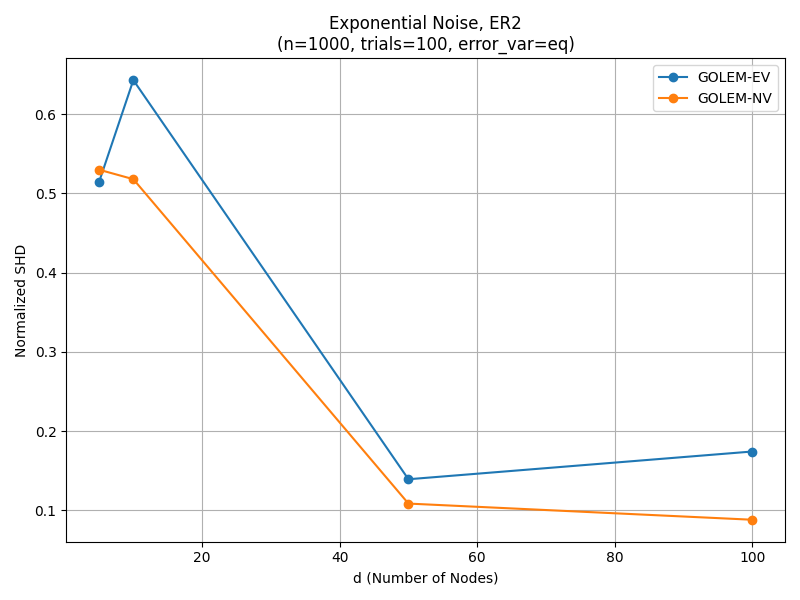 Exponential Noise, ER2
(n=1000, trials=100, error_var=eq)
GOLEM-EV
GOLEM-NV
Normalized SHD
0.6
0.5
0.4
0.3
0.2
0.1
20 40 60 80 100
d (Number of Nodes)